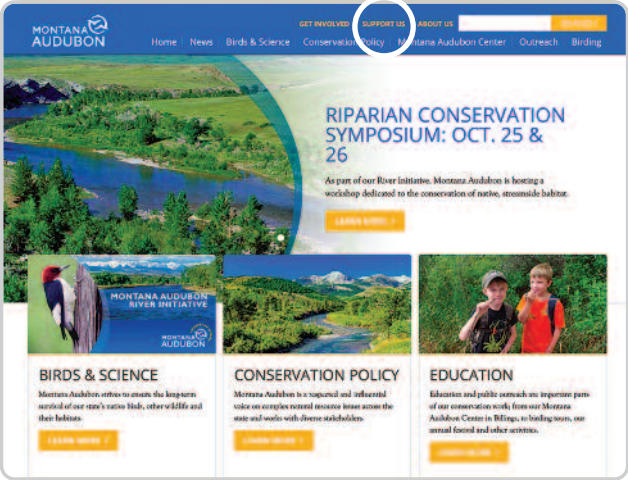 MONTANA
AUDUBON
GET INVOLVED
SUPPORT US
ABOUT US
Home
News
Birds & Science
Conservation Policy
Montana Audubon Center
Outreach
Birding
RIPARIAN CONSERVATION
SYMPOSIUM: OCT. 25 &
26
As part of our River Initiative, Montana Audubon is hosting a
workshop dedicated to the conservation of native, streamside habitat.
LEARN MORE
MONTANA AUDUBON
RIVER INITIATIVE
MONTANA
AUDUBON
BIRDS & SCIENCE
Montana Audubon strives to ensure the long-term
survival of our state's native birds, other wildlife and
their habitats.
LEARN MORE
CONSERVATION POLICY
Montana Audubon is a respected and influential
voice on complex natural resource issues across the
state and works with diverse stakeholders.
LEARN MORE
EDUCATION
Education and public outreach are important parts
of our conservation work; from our Montana
Audubon Center in Billings, to birding tours, our
annual festival and other activities.
LEARN MORE